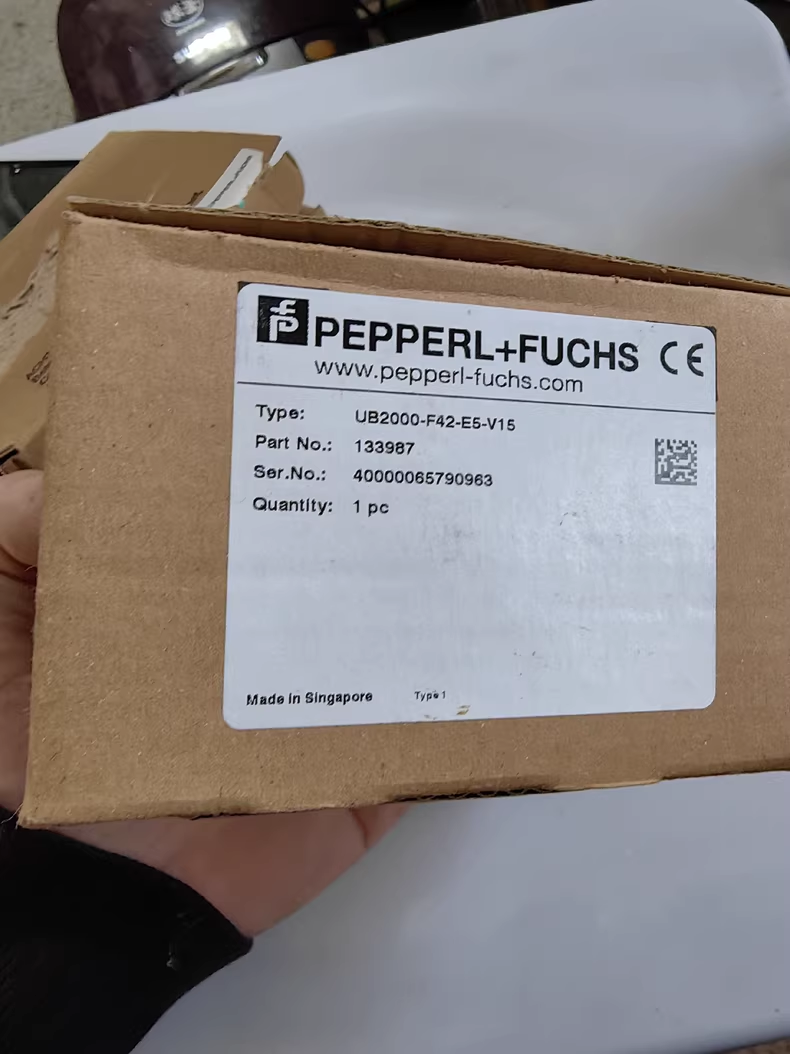 PEPPERL+FUCHS CE
www.pepperl-fuchs.com
Type: UB2000-F42-E5-V15
Part No.: 133987
Ser.No.: 40000065790963
Quantity: 1 pc
Made in Singapore Type 1